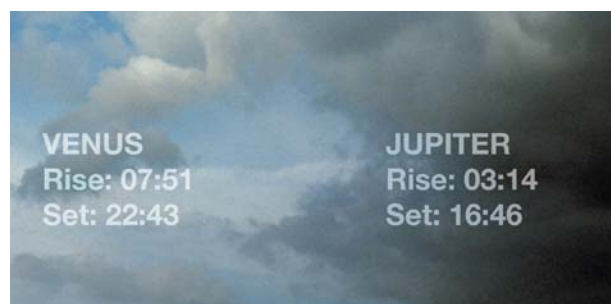 VENUS
Rise: 07:51
Set: 22:43
JUPITER
Rise: 03:14
Set: 16:46